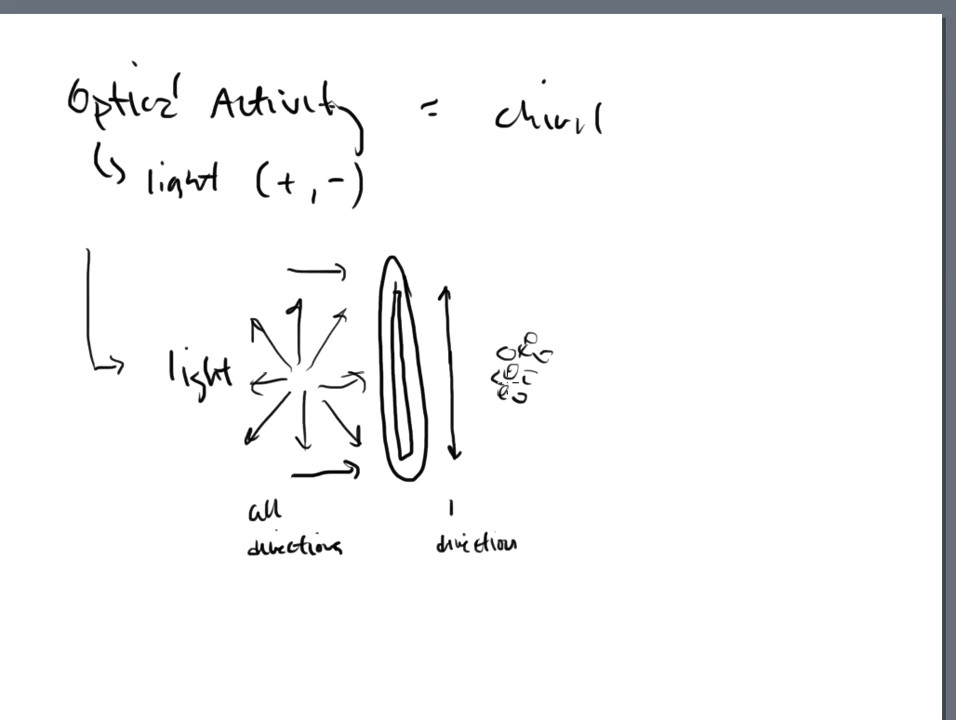 Optical Activity = chiral
↳ light (+, -)
light
all
directions
1
direction